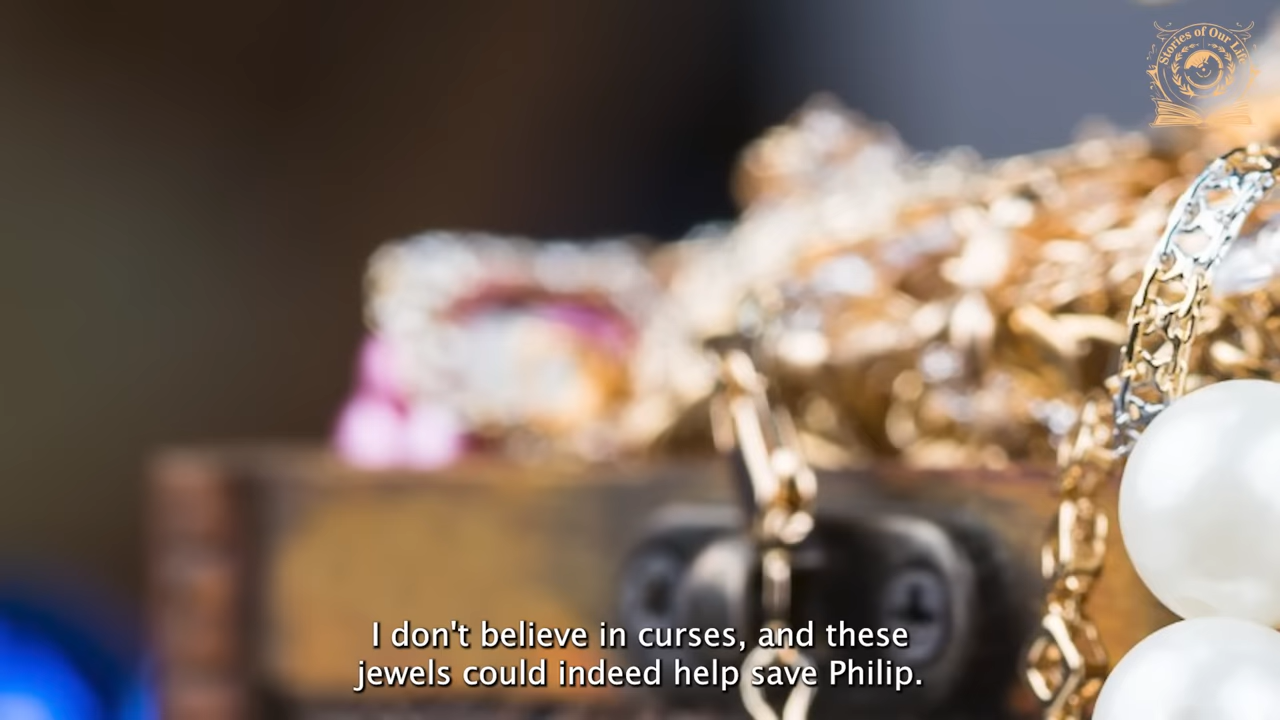 Stories of Our Life
I don't believe in curses, and these
jewels could indeed help save Philip.